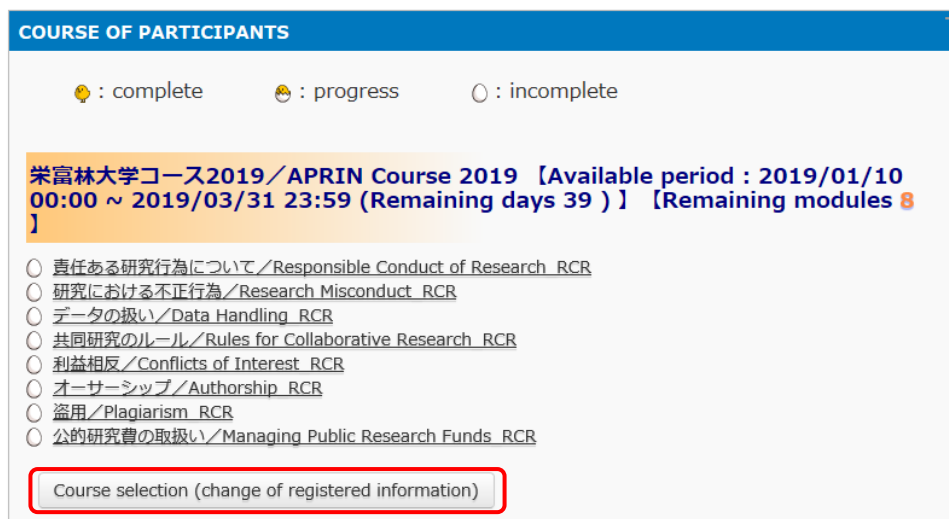 COURSE OF PARTICIPANTS
: complete : progress : incomplete
栄富林大学コース2019／APRIN Course 2019 【Available period : 2019/01/10
00:00 ~ 2019/03/31 23:59 (Remaining days 39 ) 】 【Remaining modules 8
】
責任ある研究行為について／Responsible Conduct of Research_RCR
研究における不正行為／Research Misconduct_RCR
データの扱い／Data Handling_RCR
共同研究のルール／Rules for Collaborative Research_RCR
利益相反／Conflicts of Interest_RCR
オーサーシップ／Authorship_RCR
盗用／Plagiarism_RCR
公的研究費の取扱い／Managing Public Research Funds_RCR
Course selection (change of registered information)